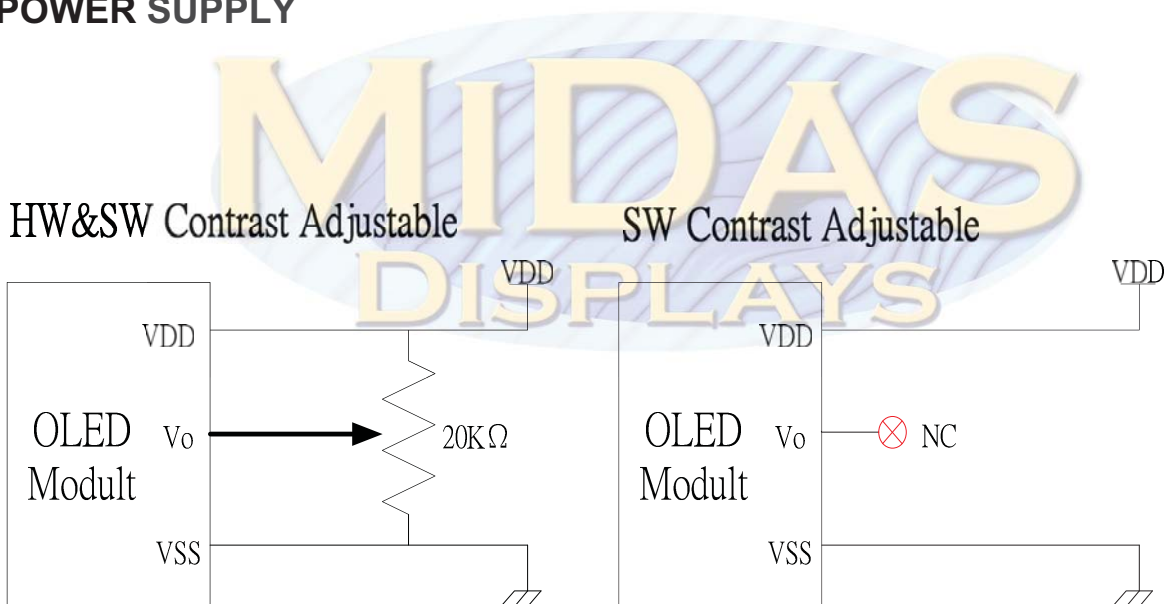 POWER SUPPLY
MIDAS
DISPLAYS
HW&SW Contrast Adjustable
VDD
VDD
OLED
Modult
Vo
20KΩ
VSS
SW Contrast Adjustable
VDD
VDD
OLED
Modult
Vo
NC
VSS